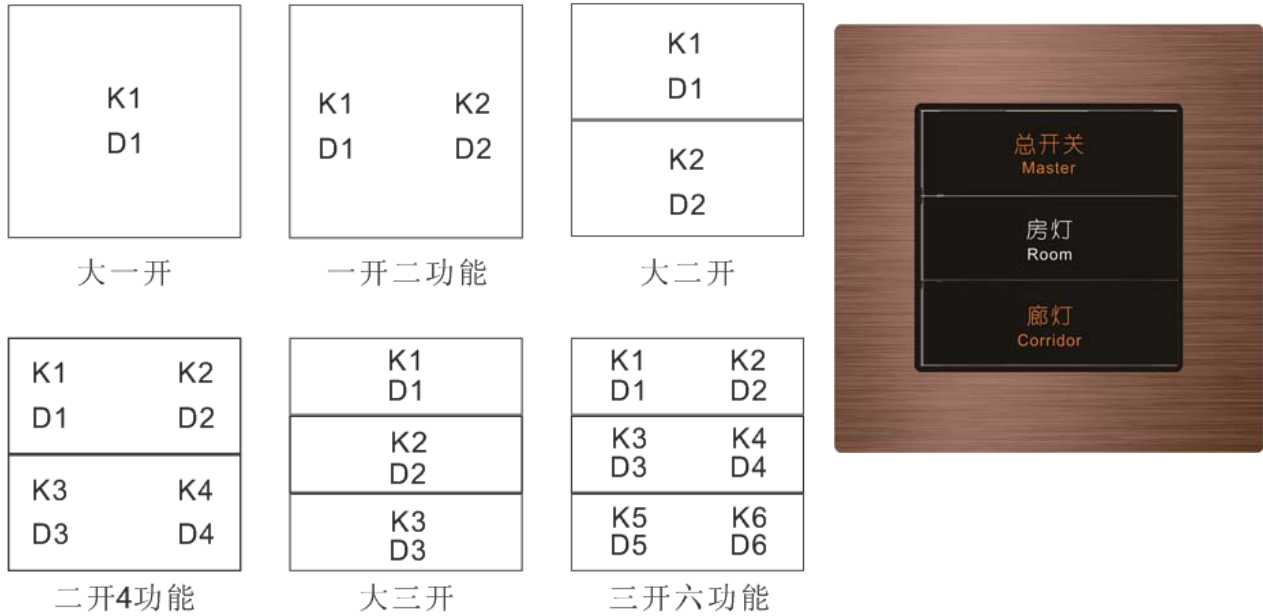 K1
D1
大一开
K1 K2
D1 D2
一开二功能
K1
D1
K2
D2
大二开
K1 K2
D1 D2
K3 K4
D3 D4
二开4功能
K1
D1
K2
D2
K3
D3
大三开
K1 K2
D1 D2
K3 K4
D3 D4
K5 K6
D5 D6
三开六功能
总开关
Master
房灯
Room
廊灯
Corridor